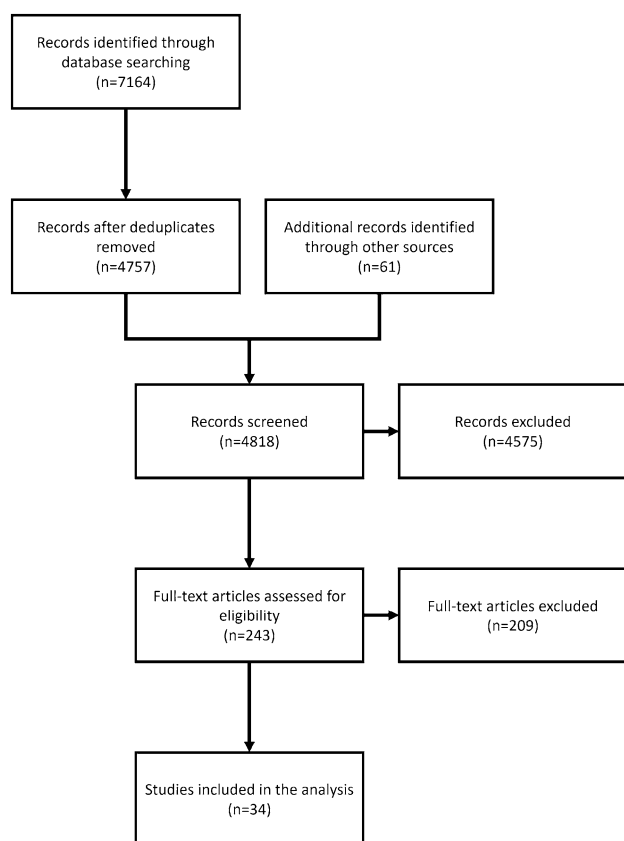 Records identified through
database searching
(n=7164)
Records after deduplicates
removed
(n=4757)
Additional records identified
through other sources
(n=61)
Records screened
(n=4818)
Records excluded
(n=4575)
Full-text articles assessed for
eligibility
(n=243)
Full-text articles excluded
(n=209)
Studies included in the analysis
(n=34)